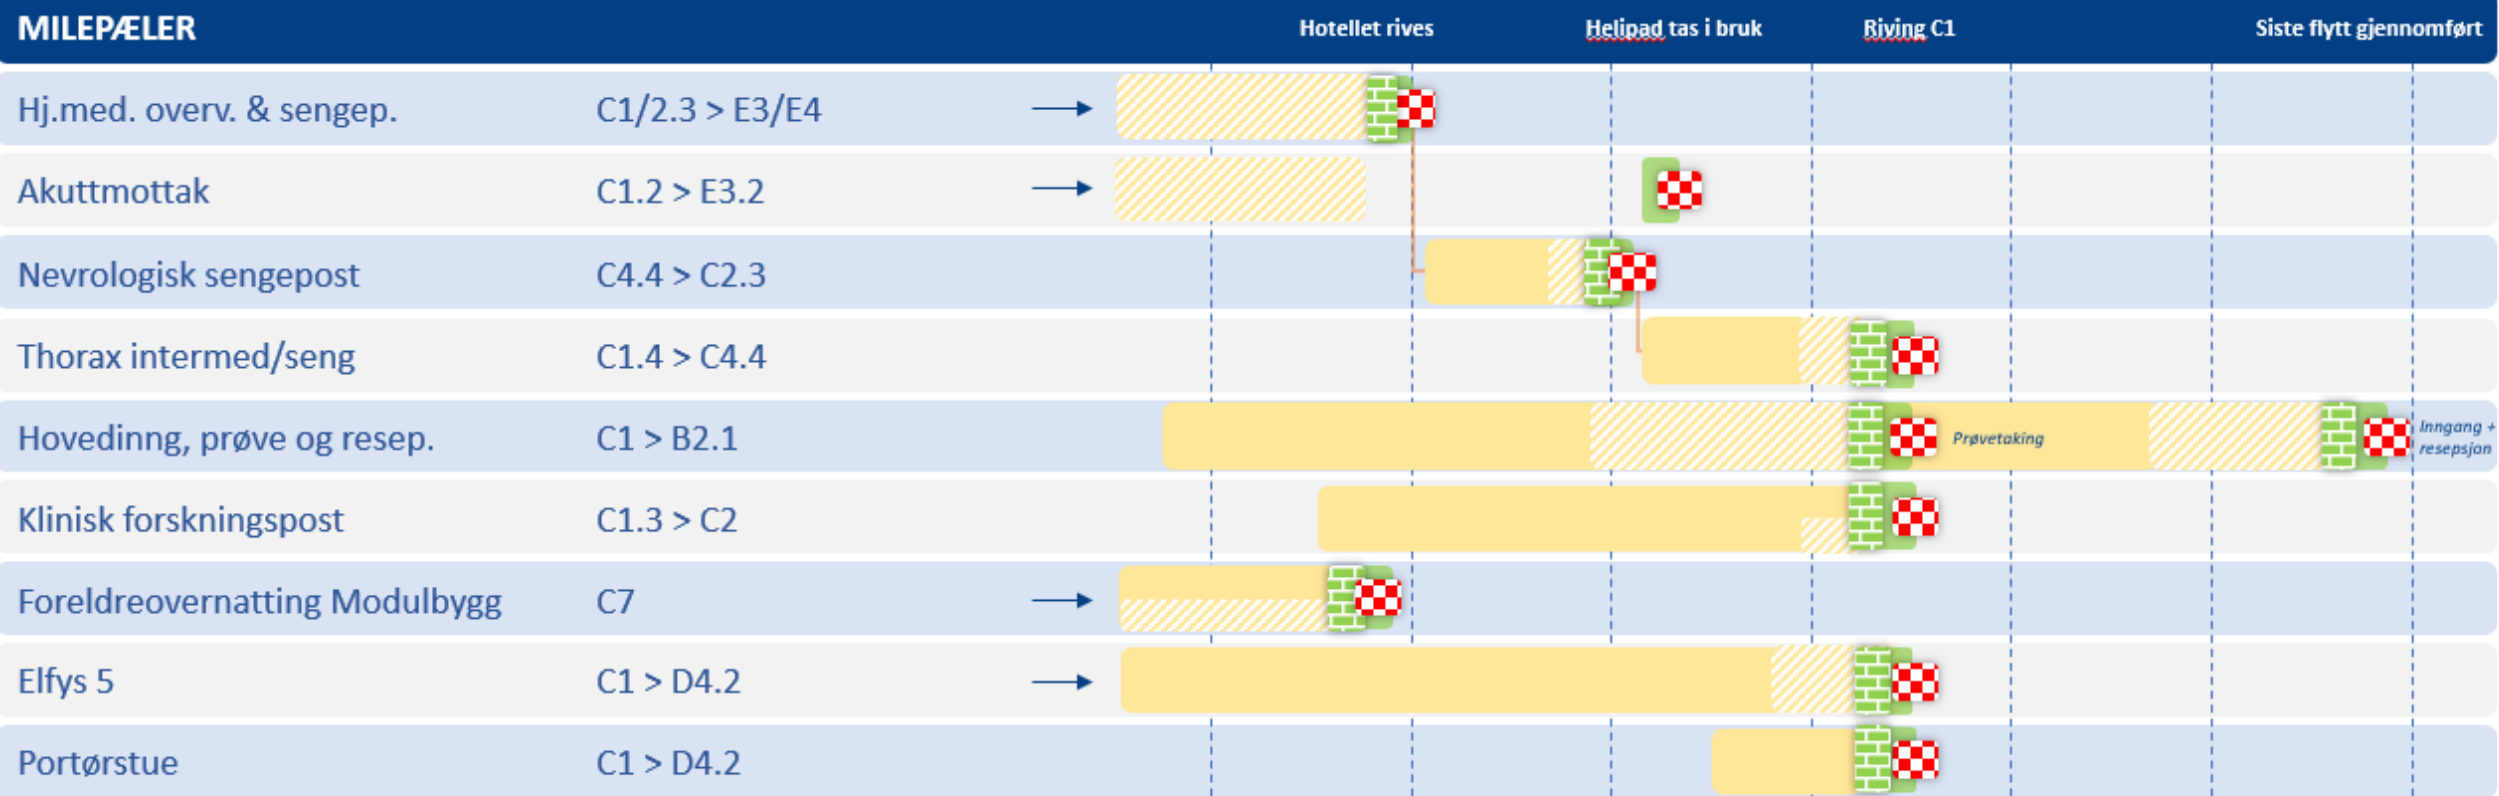 MILEPÆLER Hotellet rives Helipad tas i bruk Riving C1 Siste flytt gjennomført
Hj.med. overv. & sengep. C1/2.3 > E3/E4
Akuttmottak C1.2 > E3.2
Nevrologisk sengepost C4.4 > C2.3
Thorax intermed/seng C1.4 > C4.4
Hovedinng, prøve og resep. C1 > B2.1 Prøvetaking Inngang +
resepsjon
Klinisk forskningspost C1.3 > C2
Foreldreovernatting Modulbygg C7
Elfys 5 C1 > D4.2
Portørstue C1 > D4.2